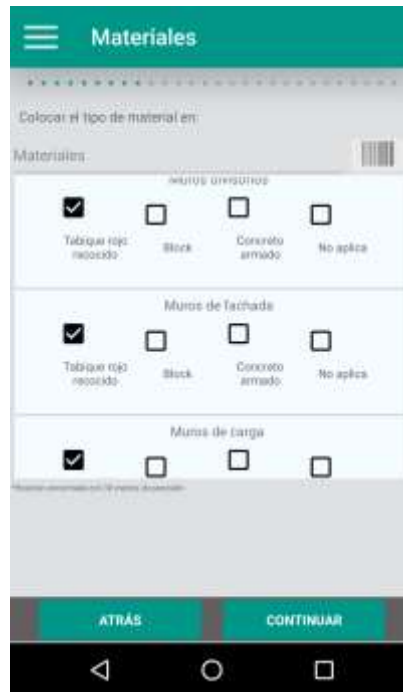 Materiales
Colocar el tipo de material en:
Materiales
Muros divisorios
Tabique rojo recocido Block Concreto armado No aplica
Muros de fachada
Tabique rojo recocido Block Concreto armado No aplica
Muros de carga
ATRÁS CONTINUAR